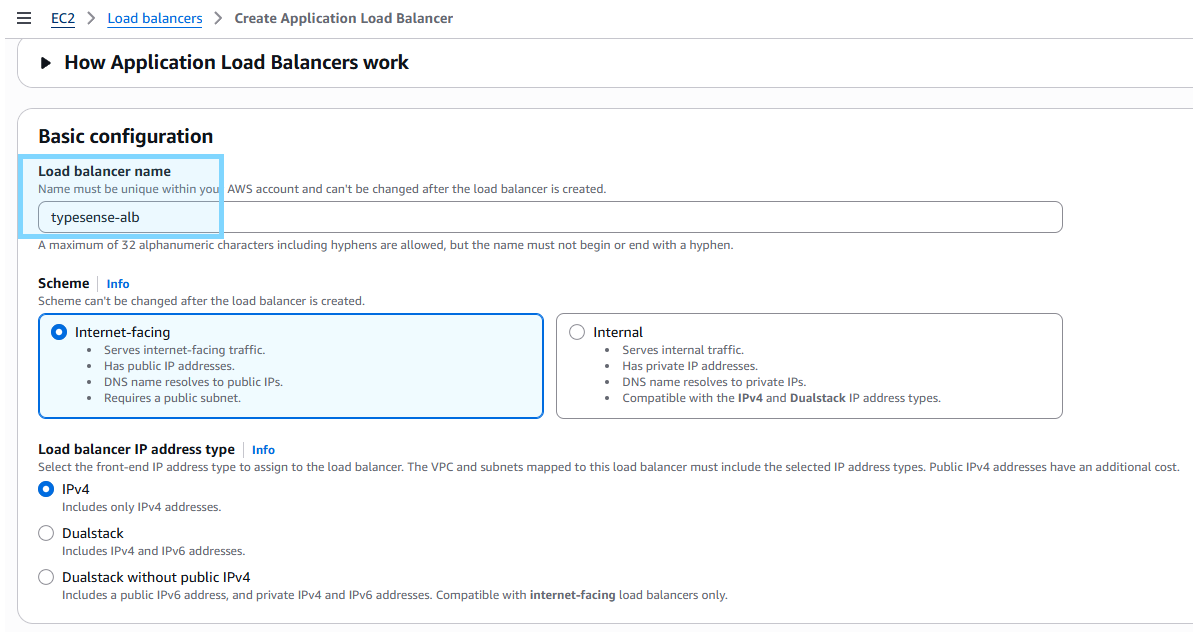 EC2 > Load balancers > Create Application Load Balancer
How Application Load Balancers work
Basic configuration
Load balancer name
Name must be unique within you AWS account and can't be changed after the load balancer is created.
typesense-alb
A maximum of 32 alphanumeric characters including hyphens are allowed, but the name must not begin or end with a hyphen.
Scheme | Info
Scheme can't be changed after the load balancer is created.
Internet-facing
• Serves internet-facing traffic.
• Has public IP addresses.
• DNS name resolves to public IPs.
• Requires a public subnet.
Internal
• Serves internal traffic.
• Has private IP addresses.
• DNS name resolves to private IPs.
• Compatible with the IPv4 and Dualstack IP address types.
Load balancer IP address type | Info
Select the front-end IP address type to assign to the load balancer. The VPC and subnets mapped to this load balancer must include the selected IP address types. Public IPv4 addresses have an additional cost.
IPv4
Includes only IPv4 addresses.
Dualstack
Includes IPv4 and IPv6 addresses.
Dualstack without public IPv4
Includes a public IPv6 address, and private IPv4 and IPv6 addresses. Compatible with internet-facing load balancers only.